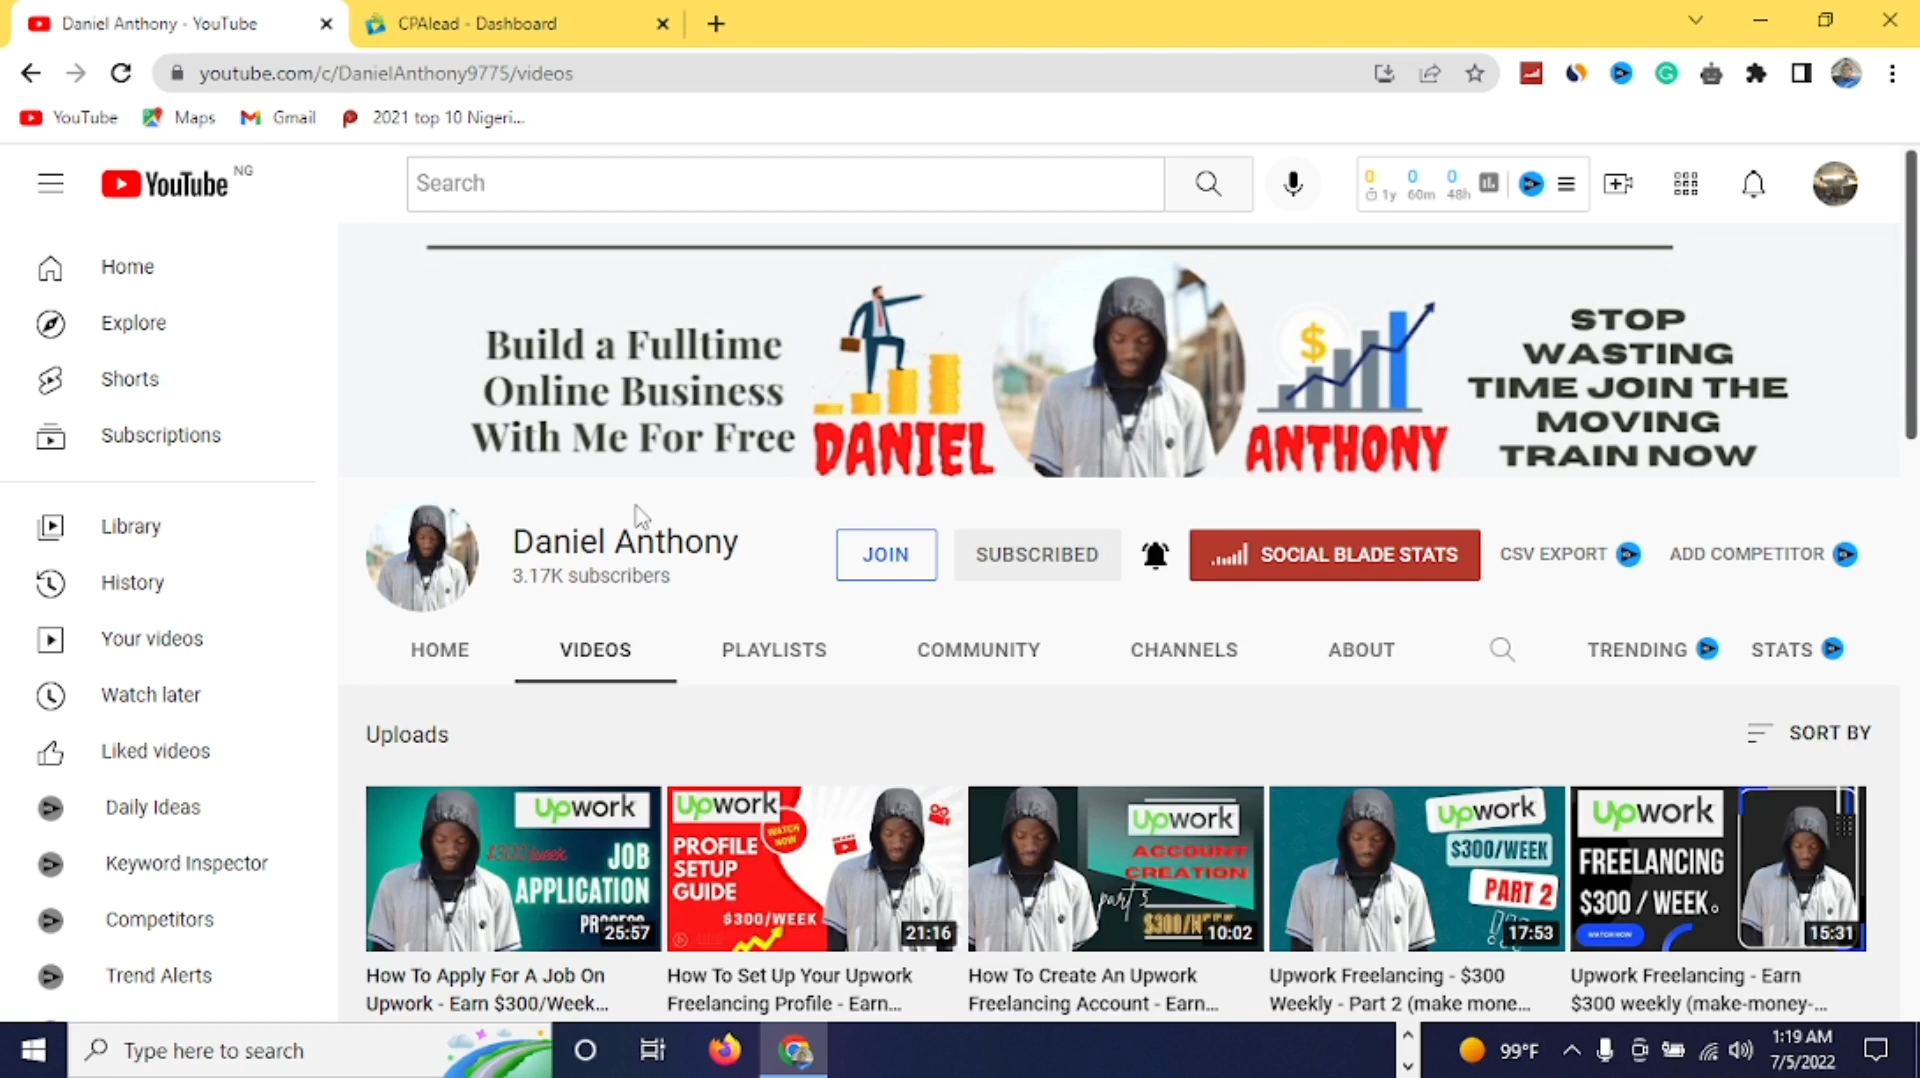 Daniel Anthony - YouTube
CPAlead - Dashboard
youtube.com/c/DanielAnthony9775/videos
YouTube
Maps
Gmail
2021 top 10 Nigeri...
YouTube NG
Search
0 0 0
1y 60m 48h
Home
Explore
Shorts
Subscriptions
Library
History
Your videos
Watch later
Liked videos
Daily Ideas
Keyword Inspector
Competitors
Trend Alerts
Build a Fulltime
Online Business
With Me For Free
DANIEL
ANTHONY
STOP
WASTING
TIME JOIN THE
MOVING
TRAIN NOW
Daniel Anthony
3.17K subscribers
JOIN
SUBSCRIBED
SOCIAL BLADE STATS
CSV EXPORT
ADD COMPETITOR
HOME
VIDEOS
PLAYLISTS
COMMUNITY
CHANNELS
ABOUT
TRENDING
STATS
Uploads
SORT BY
Upwork
$300/week
JOB
APPLICATION
25:57
How To Apply For A Job On
Upwork - Earn $300/Week...
Upwork
WATCH
NOW
PROFILE
SETUP
GUIDE
$300/WEEK
21:16
How To Set Up Your Upwork
Freelancing Profile - Earn...
Upwork
ACCOUNT
CREATION
10:02
How To Create An Upwork
Freelancing Account - Earn...
Upwork
$300/WEEK
PART 2
17:53
Upwork Freelancing - $300
Weekly - Part 2 (make mone...
Upwork
FREELANCING
$300 / WEEK.
WATCH NOW
15:31
Upwork Freelancing - Earn
$300 weekly (make-money-...
Type here to search
99°F
1:19 AM
7/5/2022